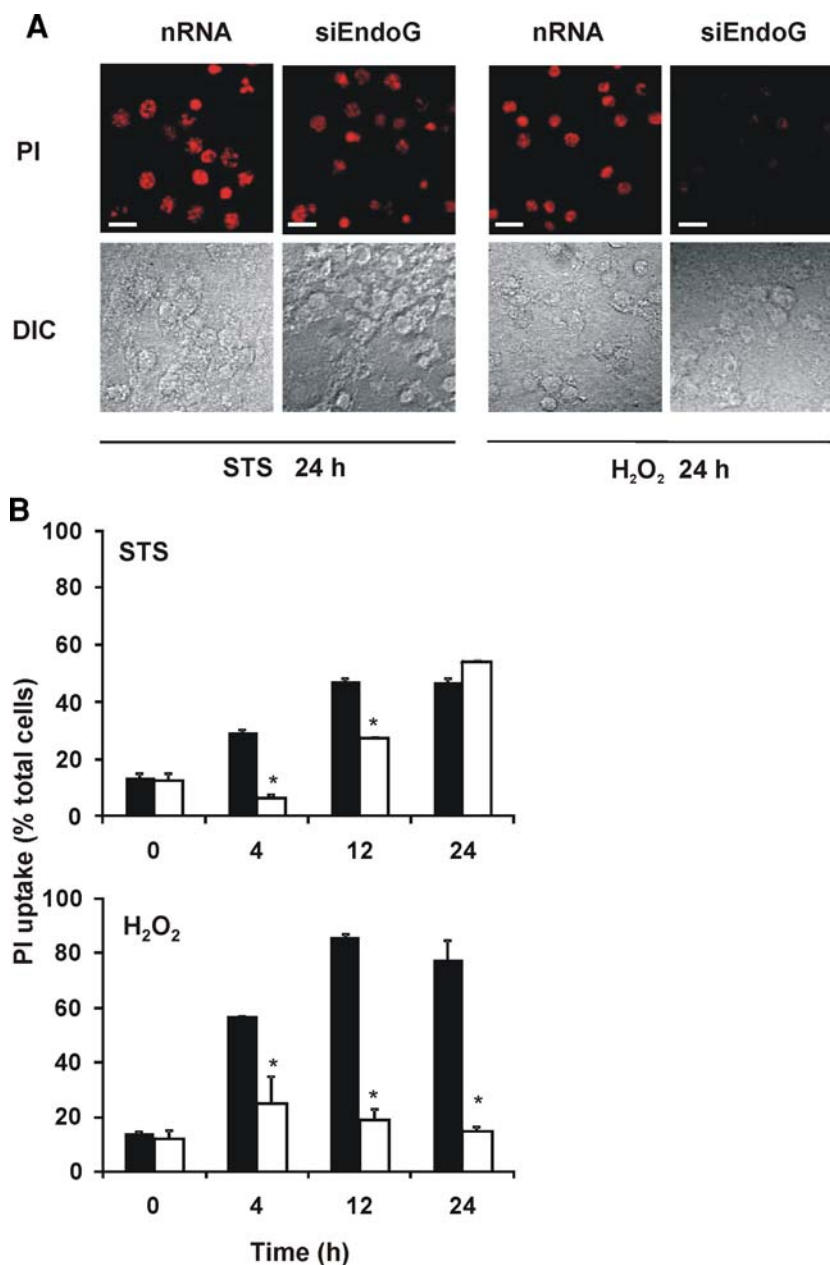 A
nRNA siEndoG nRNA siEndoG
PI
DIC
STS 24 h H₂O₂ 24 h
B
PI uptake (% total cells)
STS
100
80
60
40
20
0
* *
0 4 12 24
H₂O₂
100
80
60
40
20
0
* * *
0 4 12 24
Time (h)